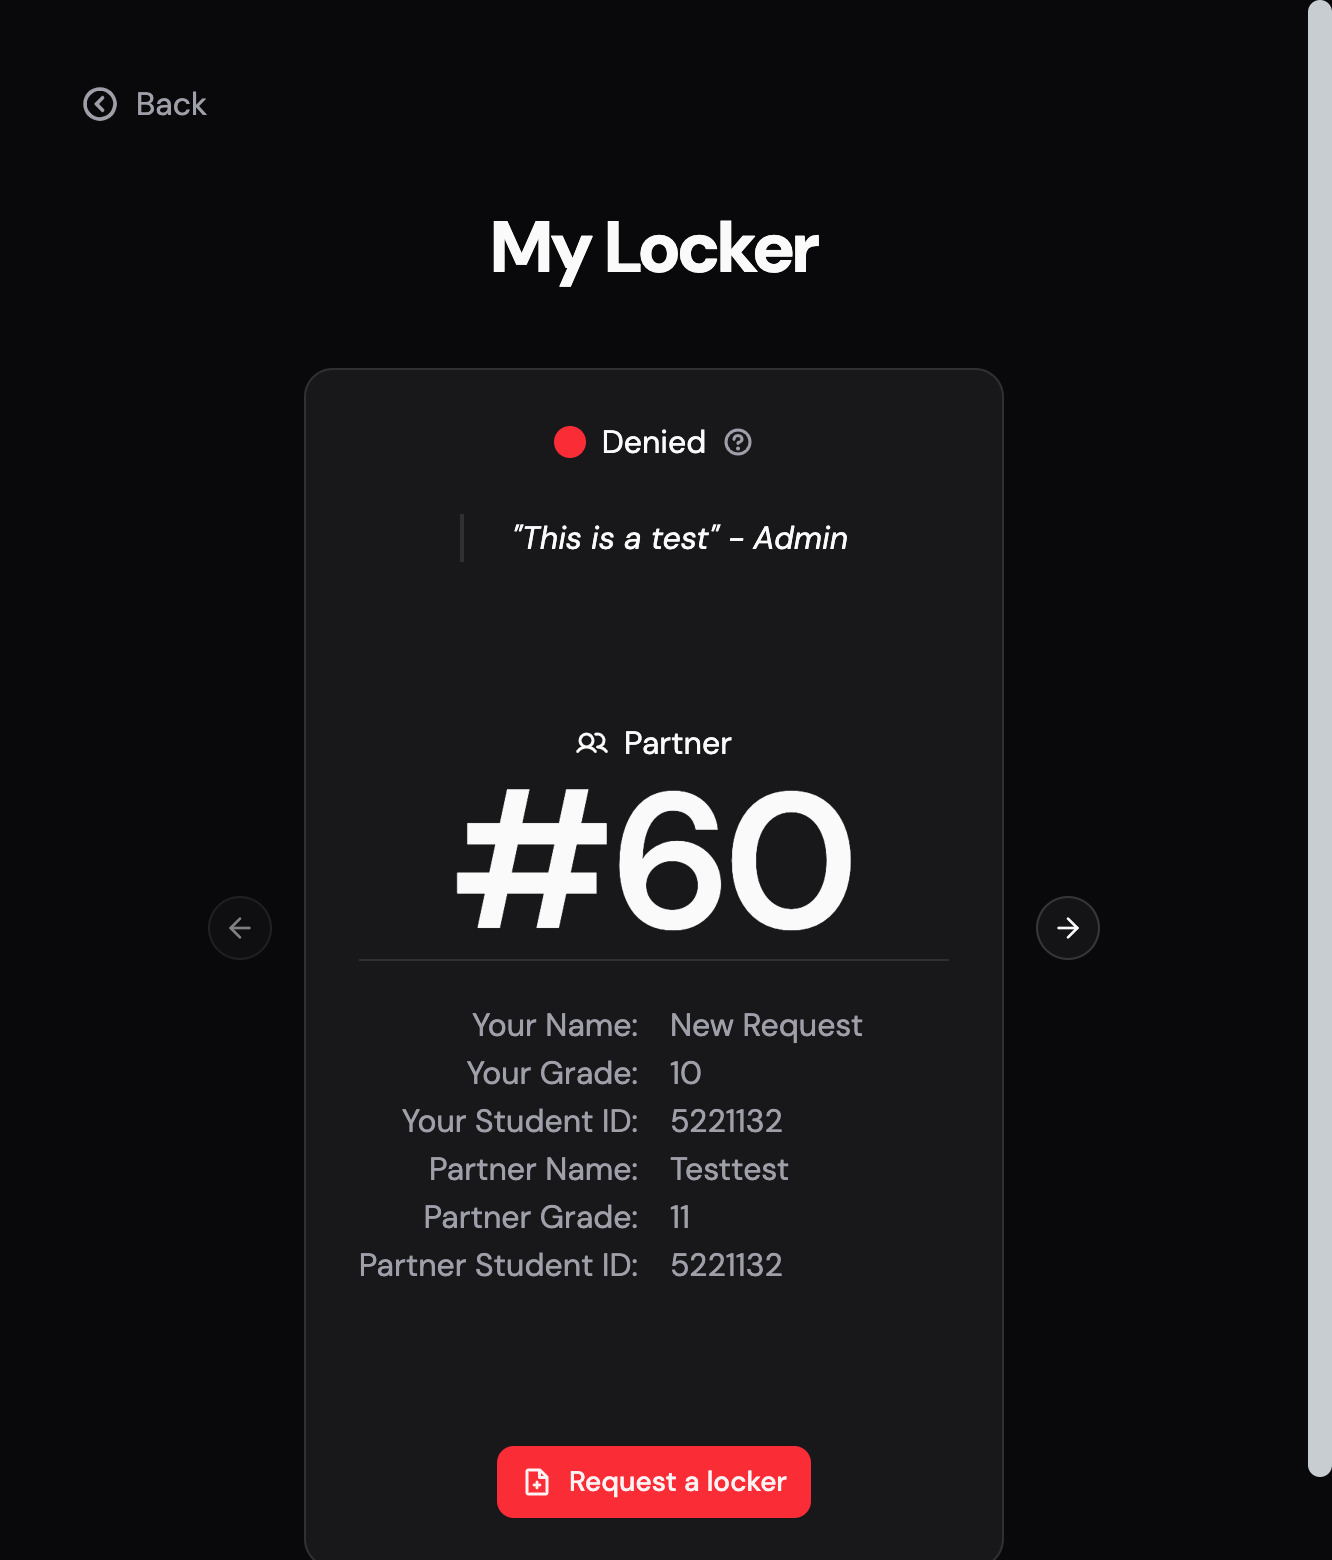 Back
My Locker
Denied
"This is a test" - Admin
Partner
#60
Your Name: New Request
Your Grade: 10
Your Student ID: 5221132
Partner Name: Testtest
Partner Grade: 11
Partner Student ID: 5221132
Request a locker